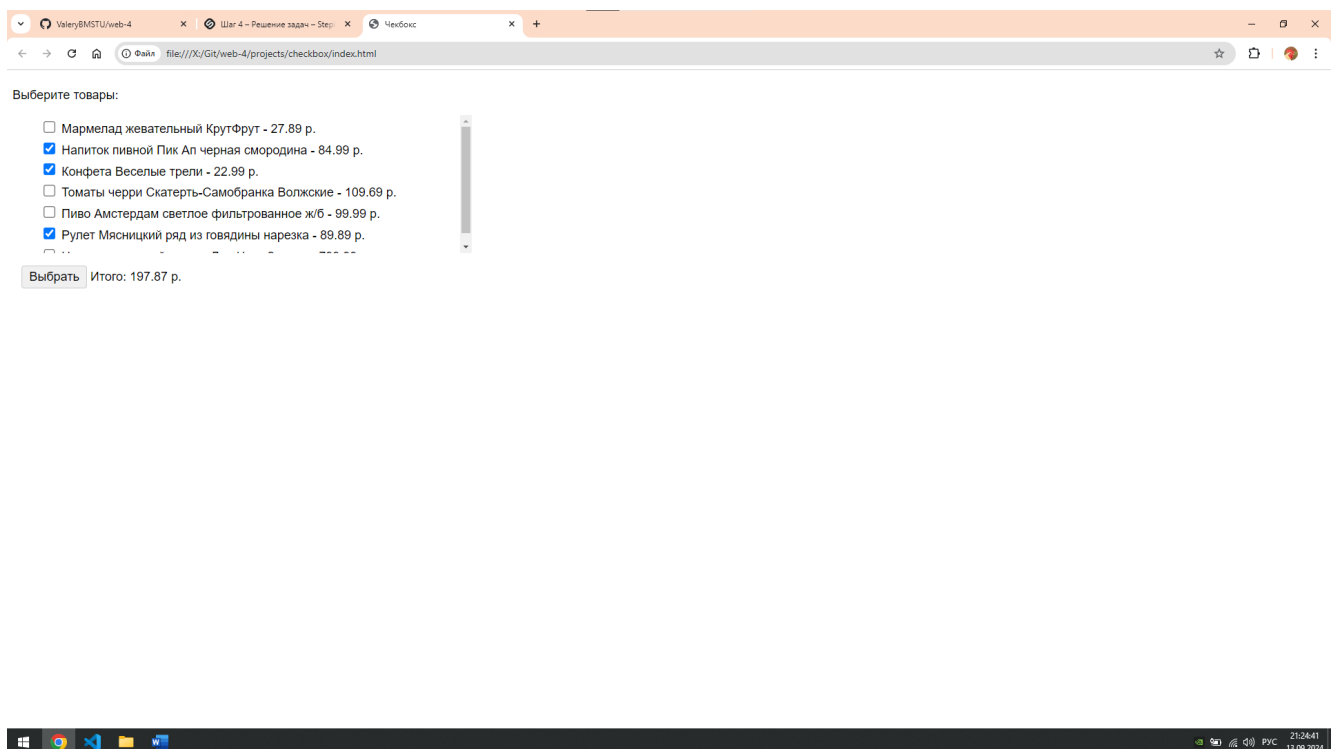 ValeryBMSTU/web-4
Шаг 4 – Решение задач – Step
Чекбокс
Файл file:///X:/Git/web-4/projects/checkbox/index.html
Выберите товары:
Мармелад жевательный КрутФрут - 27.89 р.
Напиток пивной Пик Ап черная смородина - 84.99 р.
Конфета Веселые трели - 22.99 р.
Томаты черри Скатерть-Самобранка Волжские - 109.69 р.
Пиво Амстердам светлое фильтрованное ж/б - 99.99 р.
Рулет Мясницкий ряд из говядины нарезка - 89.89 р.
Выбрать Итого: 197.87 р.
РУС
21:24:41
13.09.2024